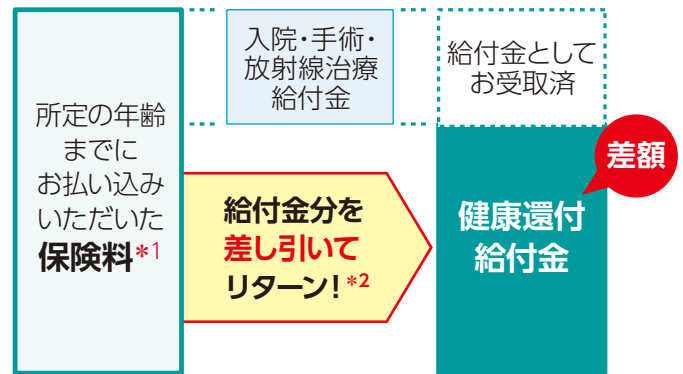 所定の年齢
までに
お払い込み
いただいた
保険料*1
入院・手術・
放射線治療
給付金
給付金として
お受取済
給付金分を
差し引いて
リターン！*2
差額
健康還付
給付金